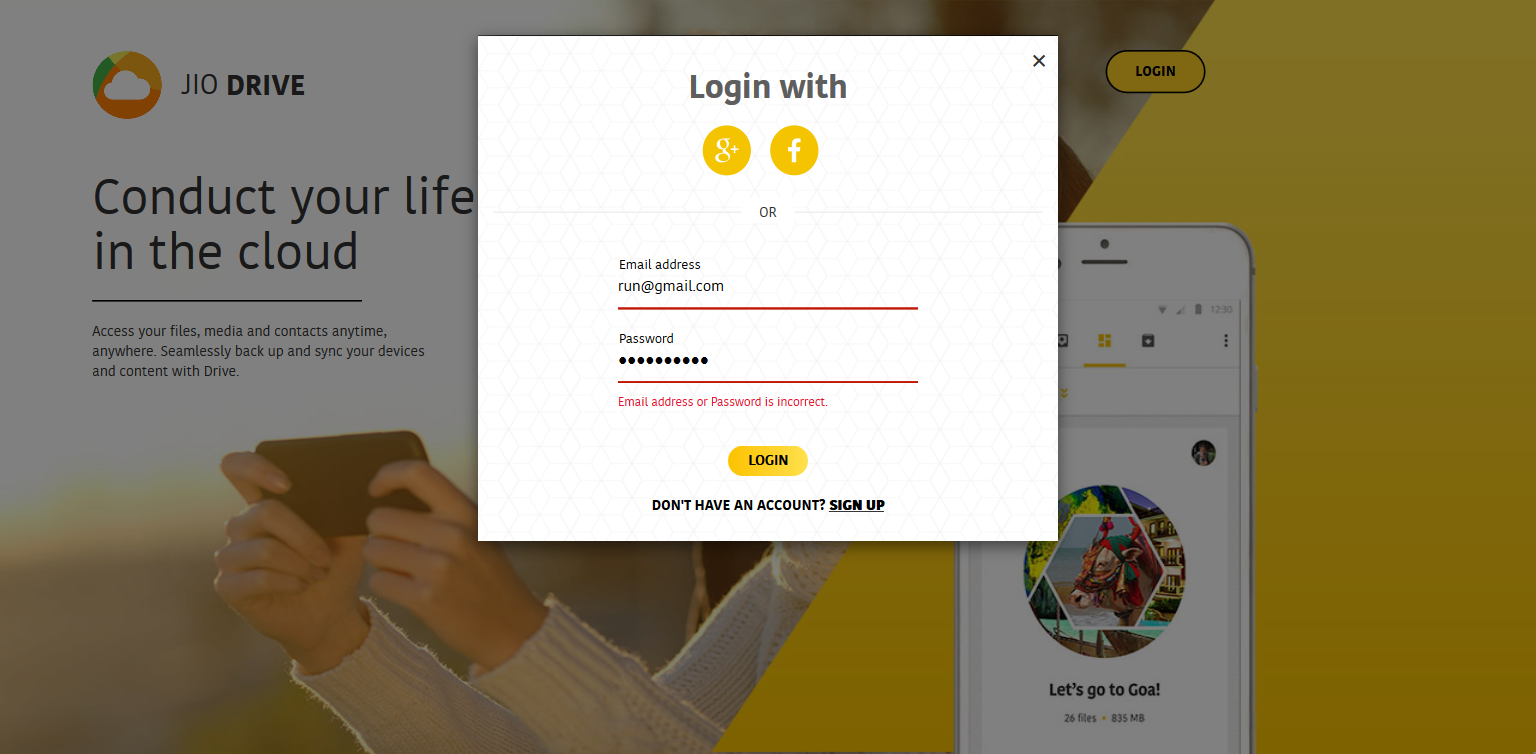 JIO DRIVE
LOGIN
Conduct your life
in the cloud
Access your files, media and contacts anytime,
anywhere. Seamlessly back up and sync your devices
and content with Drive.
×
Login with
g+ f
OR
Email address
run@gmail.com
Password
●●●●●●●●●●
Email address or Password is incorrect.
LOGIN
DON'T HAVE AN ACCOUNT? SIGN UP
12:30
Let's go to Goa!
26 files • 835 MB